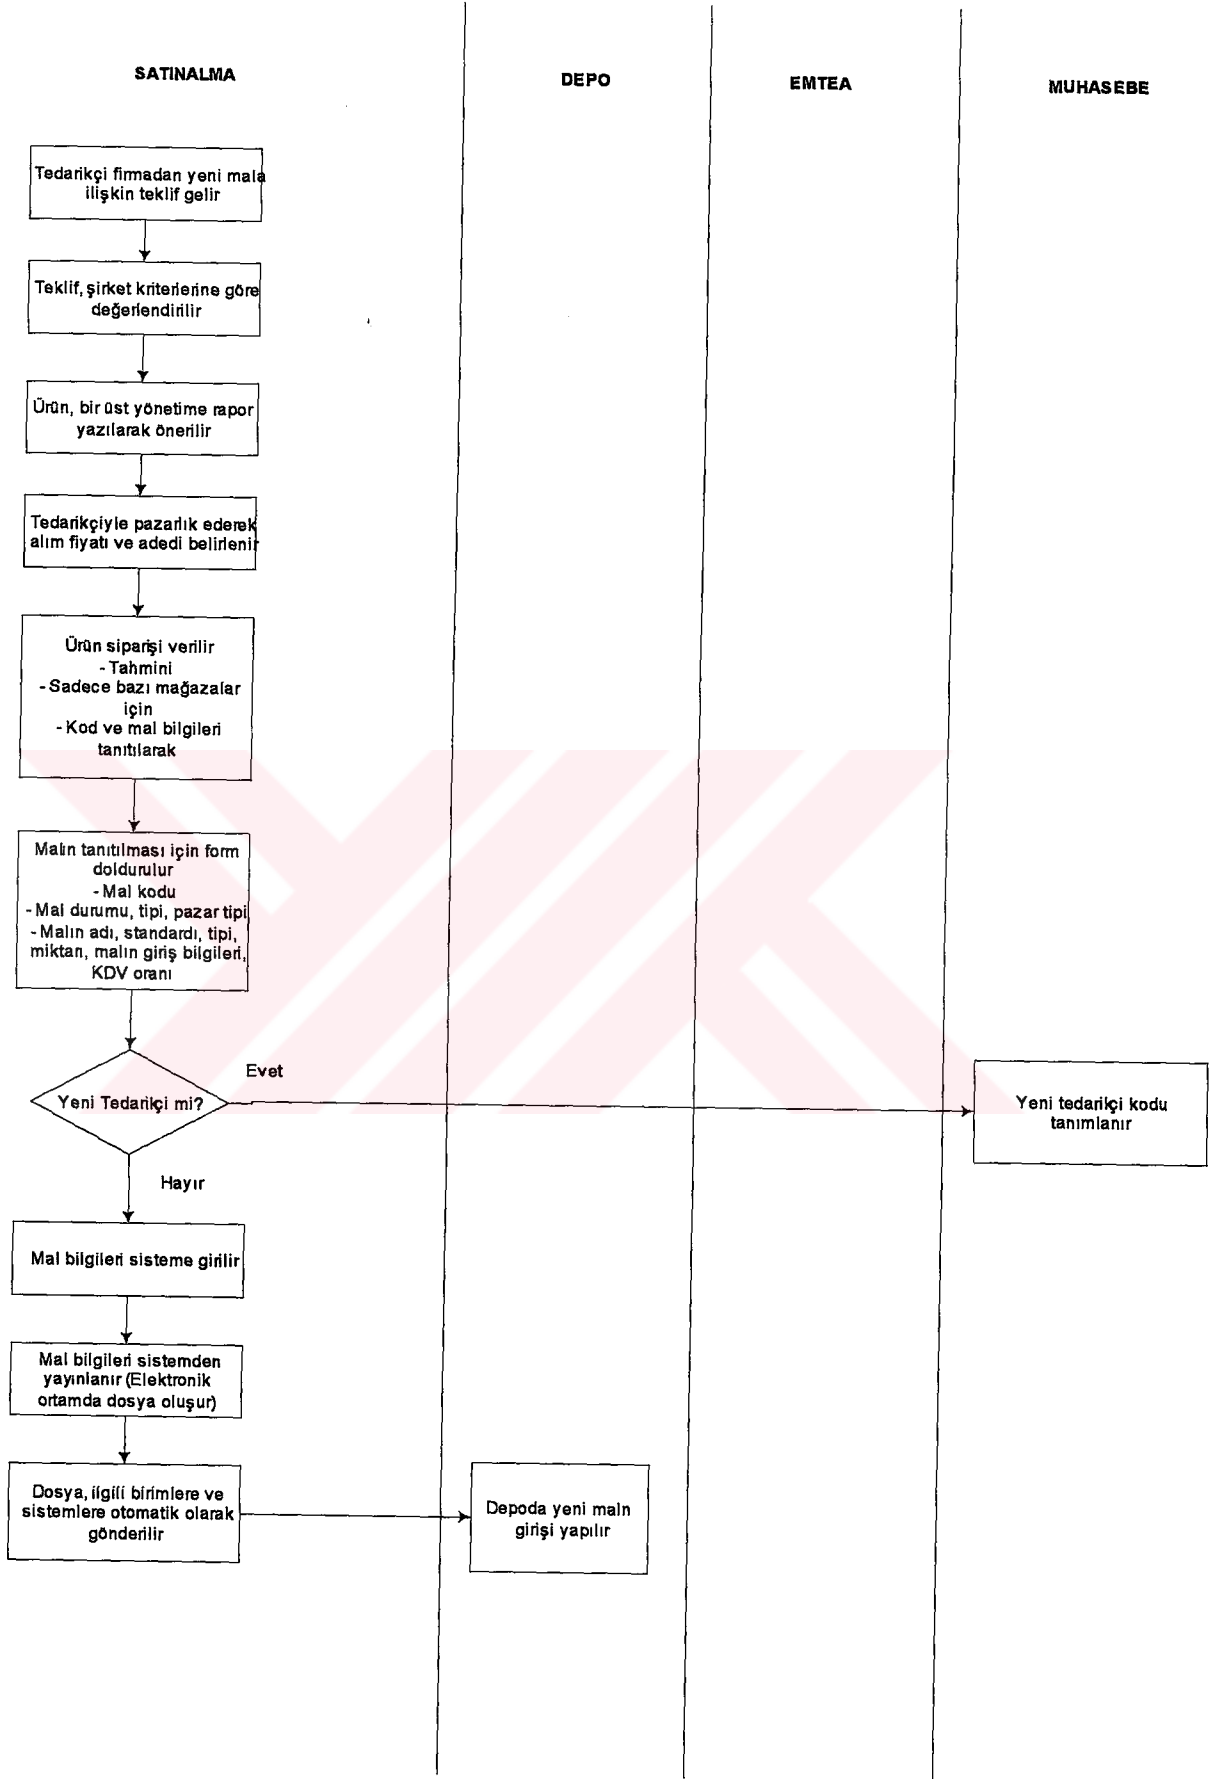 SATINALMA
DEPO
EMTEA
MUHASEBE
Tedarikçi firmadan yeni mala
ilişkin teklif gelir
Teklif, şirket kriterlerine göre
değerlendirilir
Ürün, bir üst yönetime rapor
yazılarak önerilir
Tedarikçiyle pazarlık ederek
alım fiyatı ve adedi belirlenir
Ürün siparişi verilir
- Tahmini
- Sadece bazı mağazalar
için
- Kod ve mal bilgileri
tanıtılarak
Malın tanıtılması için form
doldurulur
- Mal kodu
- Mal durumu, tipi, pazar tipi
- Malın adı, standardı, tipi,
miktarı, malın giriş bilgileri,
KDV oranı
Yeni Tedarikçi mi?
Evet
Yeni tedarikçi kodu
tanımlanır
Hayır
Mal bilgileri sisteme girilir
Mal bilgileri sistemden
yayınlanır (Elektronik
ortamda dosya oluşur)
Dosya, ilgili birimlere ve
sistemlere otomatik olarak
gönderilir
Depoda yeni malın
girişi yapılır